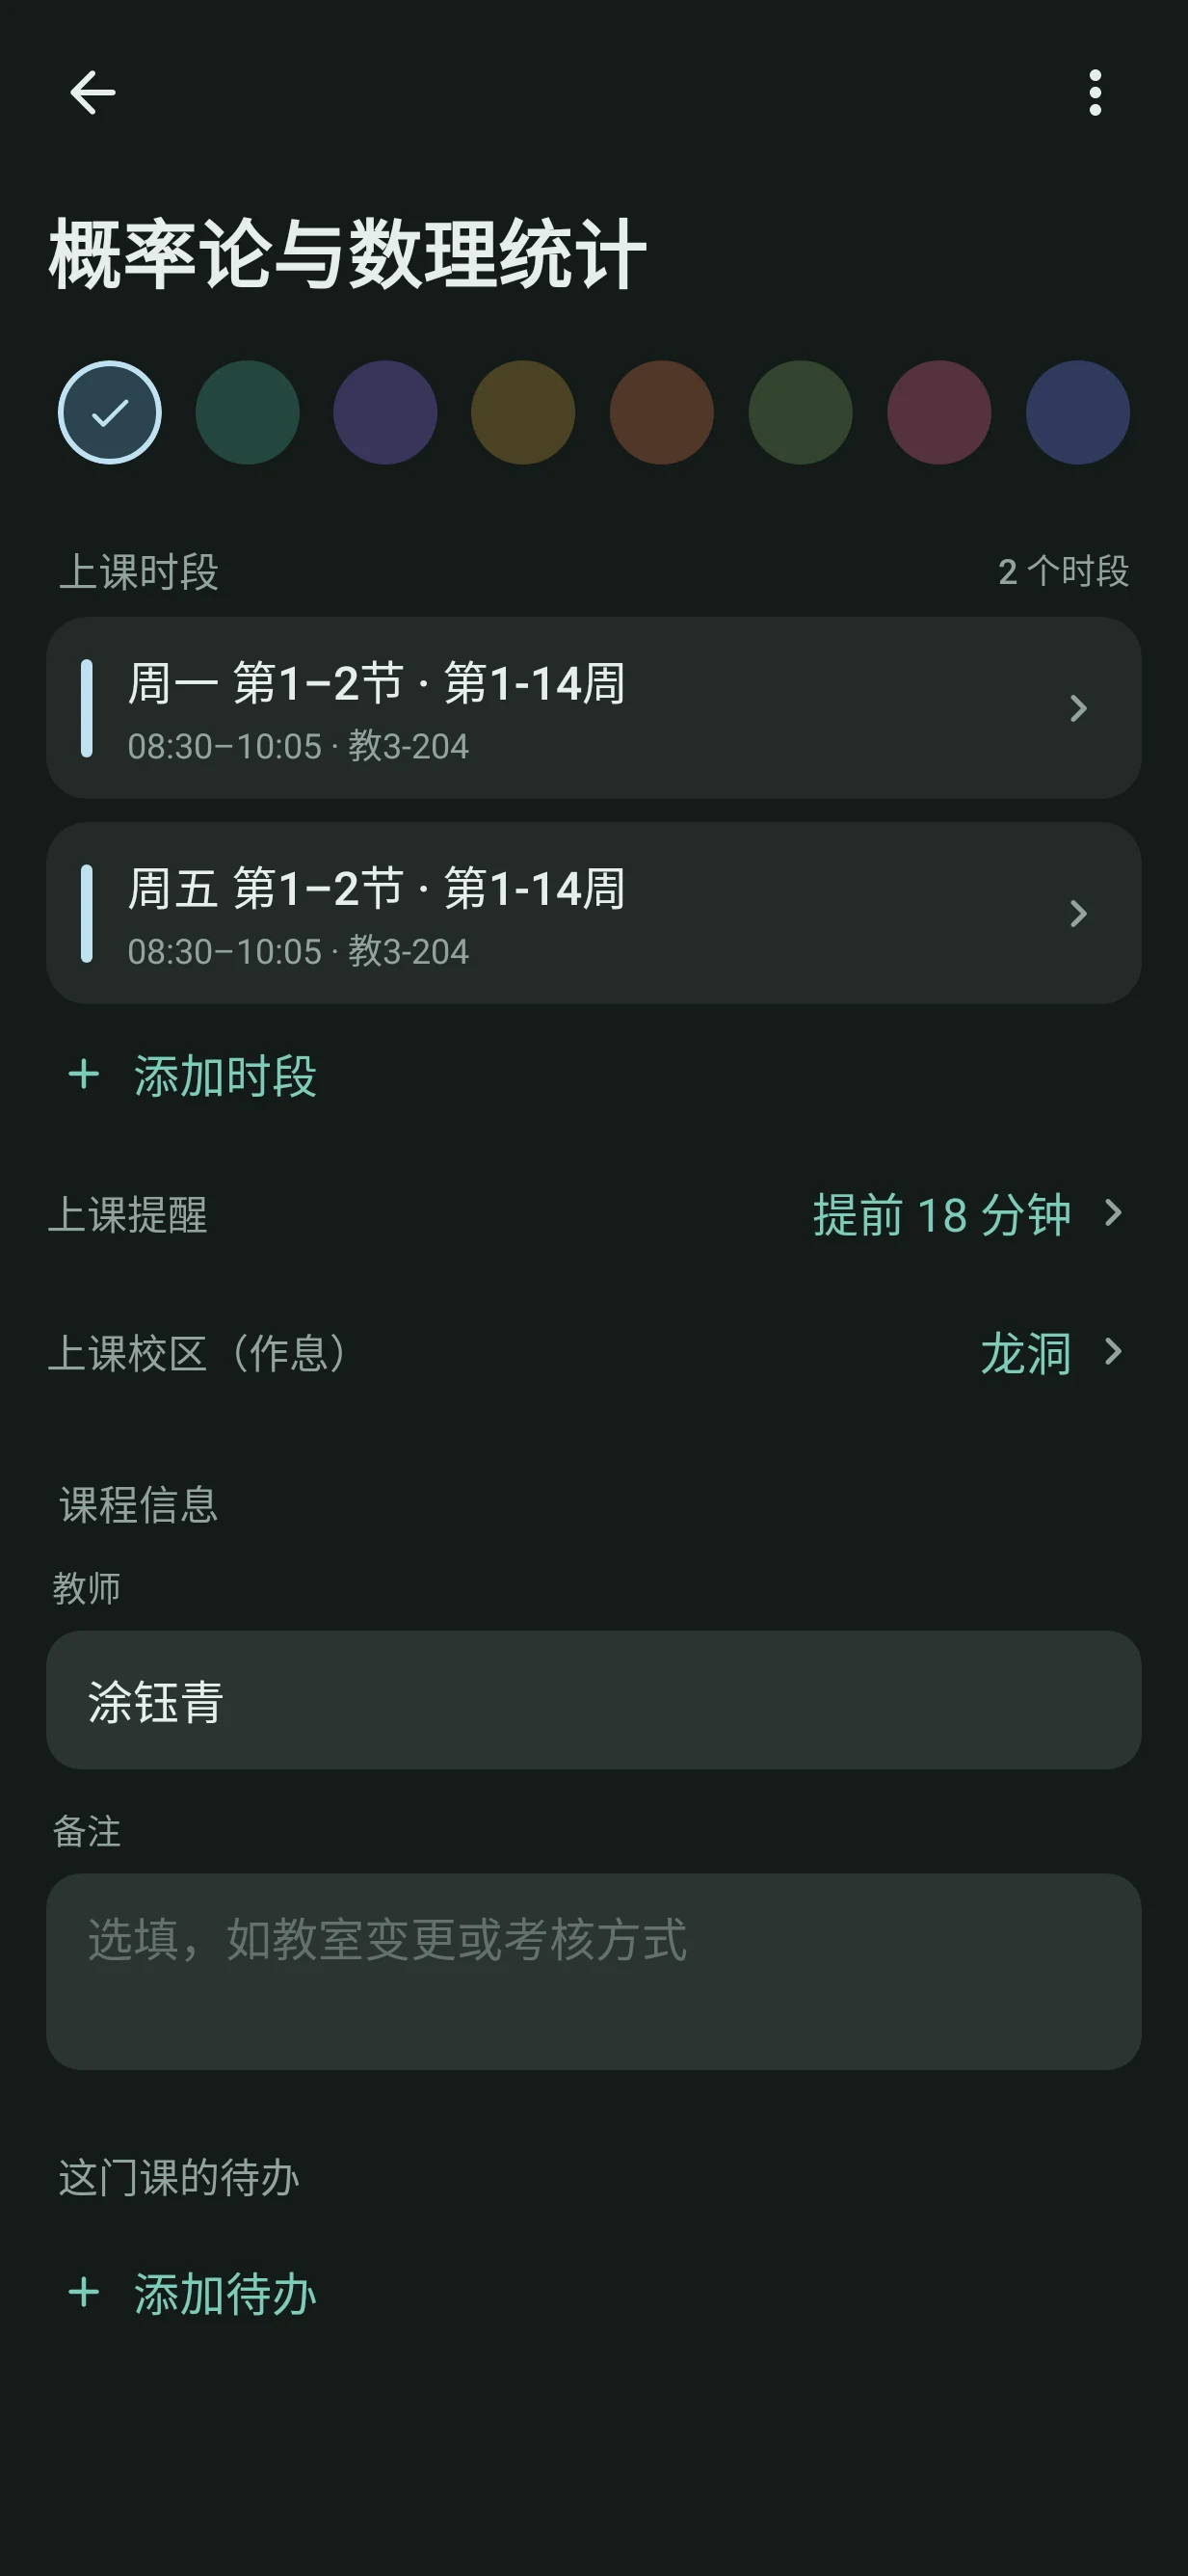 概率论与数理统计
上课时段
2 个时段
周一 第1–2节 · 第1-14周
08:30–10:05 · 教3-204
周五 第1–2节 · 第1-14周
08:30–10:05 · 教3-204
+ 添加时段
上课提醒
提前 18 分钟
上课校区（作息）
龙洞
课程信息
教师
涂钰青
备注
选填，如教室变更或考核方式
这门课的待办
+ 添加待办